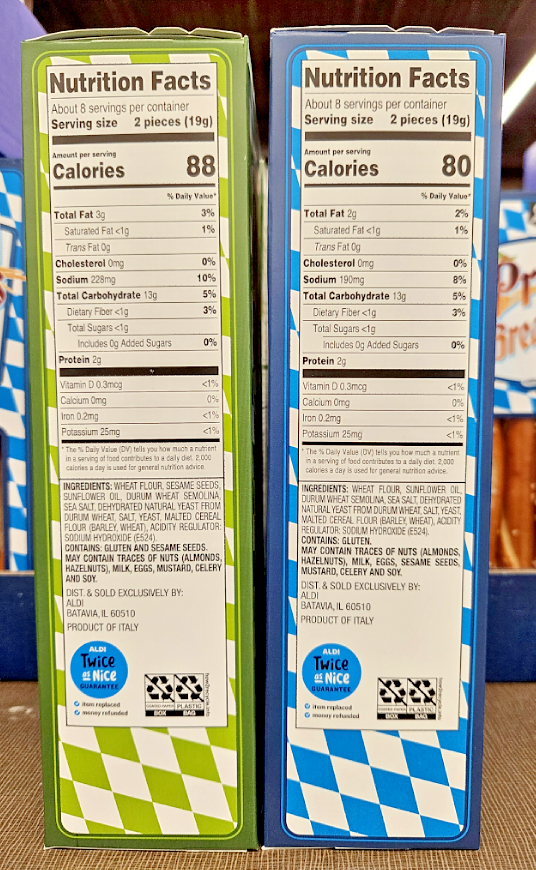 Nutrition Facts
About 8 servings per container
Serving size 2 pieces (19g)
Amount per serving
Calories 88
% Daily Value*
Total Fat 3g 3%
Saturated Fat <1g 1%
Trans Fat 0g
Cholesterol 0mg 0%
Sodium 228mg 10%
Total Carbohydrate 13g 5%
Dietary Fiber <1g 3%
Total Sugars <1g
Includes 0g Added Sugars 0%
Protein 2g
Vitamin D 0.3mcg <1%
Calcium 0mg 0%
Iron 0.2mg <1%
Potassium 25mg <1%
* The % Daily Value (DV) tells you how much a nutrient
in a serving of food contributes to a daily diet. 2,000
calories a day is used for general nutrition advice.
INGREDIENTS: WHEAT FLOUR, SESAME SEEDS,
SUNFLOWER OIL, DURUM WHEAT SEMOLINA,
SEA SALT, DEHYDRATED NATURAL YEAST FROM
DURUM WHEAT, SALT, YEAST, MALTED CEREAL
FLOUR (BARLEY, WHEAT), ACIDITY REGULATOR:
SODIUM HYDROXIDE (E524).
CONTAINS: GLUTEN AND SESAME SEEDS.
MAY CONTAIN TRACES OF NUTS (ALMONDS,
HAZELNUTS), MILK, EGGS, MUSTARD, CELERY
AND SOY.
DIST. & SOLD EXCLUSIVELY BY:
ALDI
BATAVIA, IL 60510
PRODUCT OF ITALY
ALDI
Twice
as Nice
GUARANTEE
item replaced
money refunded
COATED PAPER PLASTIC
BOX BAG
Nutrition Facts
About 8 servings per container
Serving size 2 pieces (19g)
Amount per serving
Calories 80
% Daily Value*
Total Fat 2g 2%
Saturated Fat <1g 1%
Trans Fat 0g
Cholesterol 0mg 0%
Sodium 190mg 8%
Total Carbohydrate 13g 5%
Dietary Fiber <1g 3%
Total Sugars <1g
Includes 0g Added Sugars 0%
Protein 2g
Vitamin D 0.3mcg <1%
Calcium 0mg 0%
Iron 0.2mg <1%
Potassium 25mg <1%
* The % Daily Value (DV) tells you how much a nutrient
in a serving of food contributes to a daily diet. 2,000
calories a day is used for general nutrition advice.
INGREDIENTS: WHEAT FLOUR, SUNFLOWER OIL,
DURUM WHEAT SEMOLINA, SEA SALT, DEHYDRATED
NATURAL YEAST FROM DURUM WHEAT, SALT, YEAST,
MALTED CEREAL FLOUR (BARLEY, WHEAT), ACIDITY
REGULATOR: SODIUM HYDROXIDE (E524).
CONTAINS: GLUTEN.
MAY CONTAIN TRACES OF NUTS (ALMONDS,
HAZELNUTS), MILK, EGGS, SESAME SEEDS,
MUSTARD, CELERY AND SOY.
DIST. & SOLD EXCLUSIVELY BY:
ALDI
BATAVIA, IL 60510
PRODUCT OF ITALY
ALDI
Twice
as Nice
GUARANTEE
item replaced
money refunded
COATED PAPER PLASTIC
BOX BAG